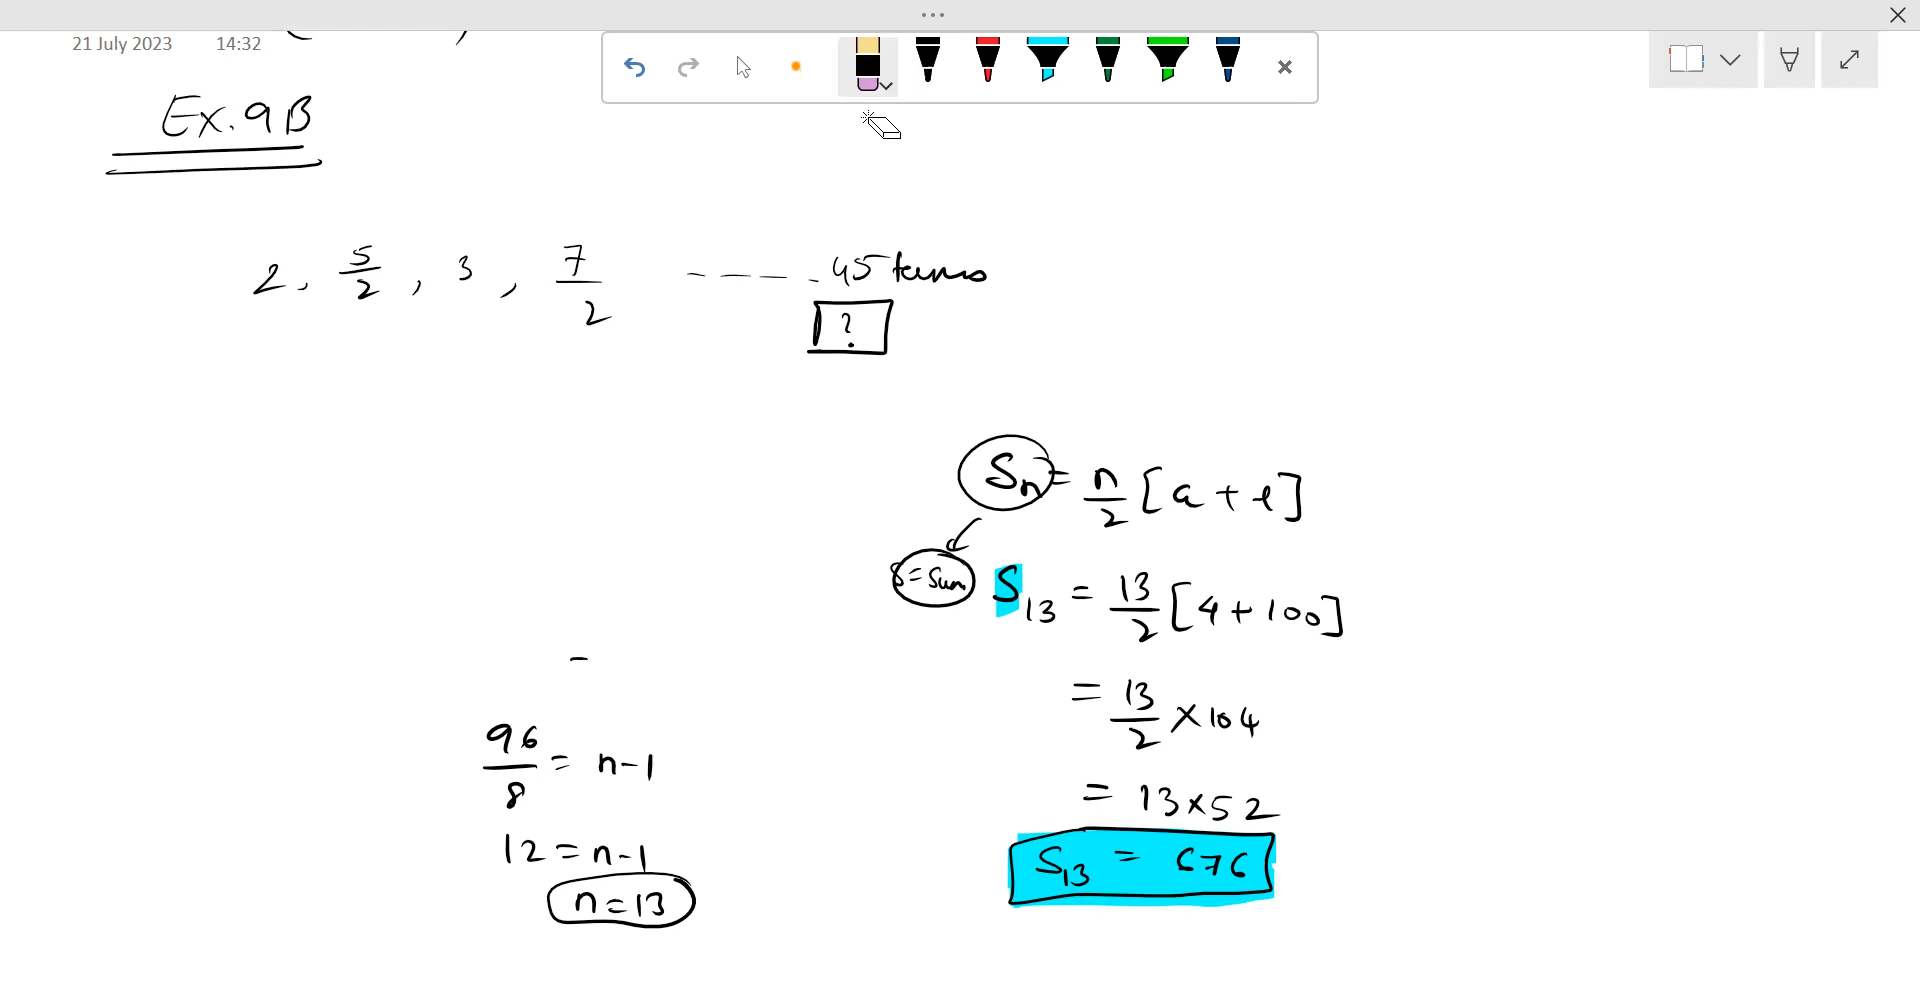 21 July 2023 14:32
Ex. 9B
2, 5/2, 3, 7/2 ---- . 45 terms
?
Sn = n/2 [a + l]
S = Sum
S13 = 13/2 [4 + 100]
= 13/2 × 104
= 13 × 52
S13 = 676
-
96/8 = n-1
12 = n-1
n = 13